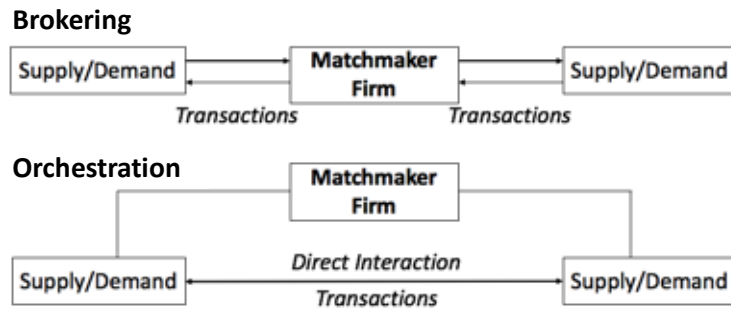 Brokering
Supply/Demand
Matchmaker
Firm
Supply/Demand
Transactions
Transactions
Orchestration
Matchmaker
Firm
Supply/Demand
Direct Interaction
Transactions
Supply/Demand